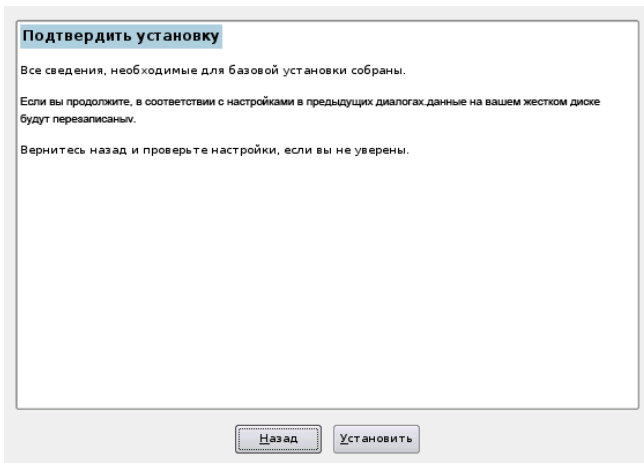 Подтвердить установку
Все сведения, необходимые для базовой установки собраны.
Если вы продолжите, в соответствии с настройками в предыдущих диалогах.данные на вашем жестком диске
будут перезаписаныv.
Вернитесь назад и проверьте настройки, если вы не уверены.
Назад
Установить